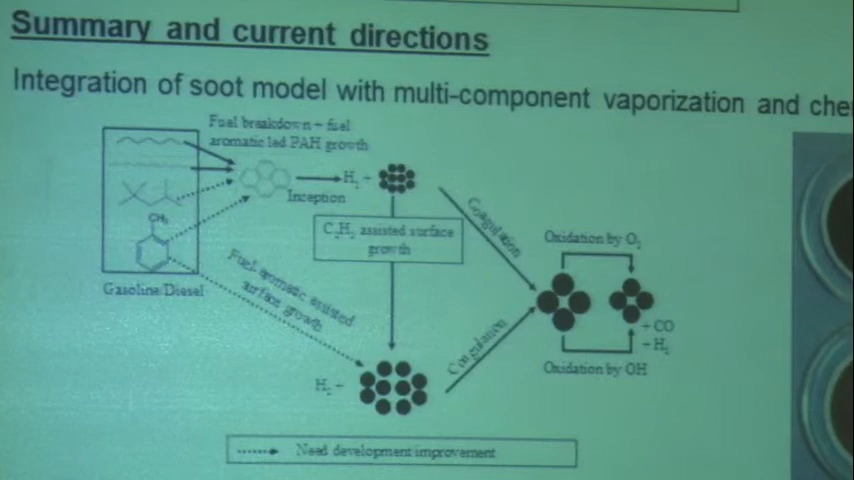 Summary and current directions
Integration of soot model with multi-component vaporization and che
Fuel breakdown - fuel
aromatic led PAH growth
H2 +
Inception
CH3
C2H2 assisted surface
growth
Coagulation
Oxidation by O2
Gasoline/Diesel
Fuel aromatic assisted
surface growth
Coagulation
+ CO
- H2
Oxidation by OH
H2 +
Need development improvement